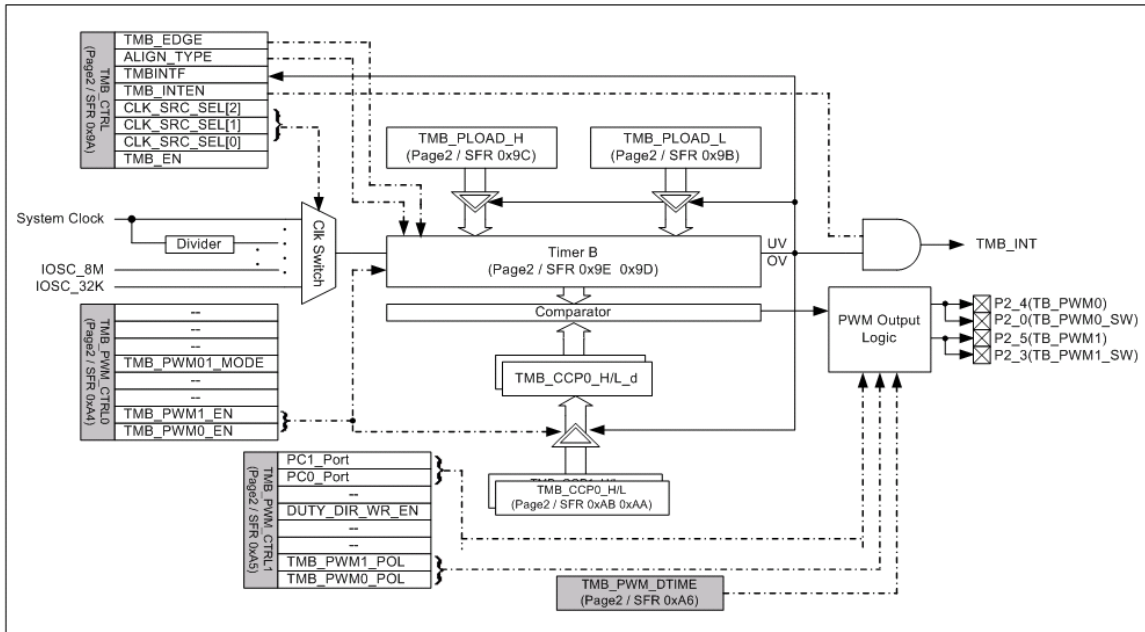 TMB_CTRL
(Page2 / SFR 0x9A)
TMB_EDGE
ALIGN_TYPE
TMBINTF
TMB_INTEN
CLK_SRC_SEL[2]
CLK_SRC_SEL[1]
CLK_SRC_SEL[0]
TMB_EN
TMB_PLOAD_H
(Page2 / SFR 0x9C)
TMB_PLOAD_L
(Page2 / SFR 0x9B)
System Clock
Divider
IOSC_8M
IOSC_32K
Clk Switch
Timer B
(Page2 / SFR 0x9E 0x9D)
UV
OV
TMB_INT
Comparator
PWM Output
Logic
P2_4(TB_PWM0)
P2_0(TB_PWM0_SW)
P2_5(TB_PWM1)
P2_3(TB_PWM1_SW)
TMB_PWM_CTRL0
(Page2 / SFR 0xA4)
--
--
--
TMB_PWM01_MODE
--
--
TMB_PWM1_EN
TMB_PWM0_EN
TMB_CCP0_H/L_d
TMB_CCP0_H/L
(Page2 / SFR 0xAB 0xAA)
TMB_PWM_CTRL1
(Page2 / SFR 0xA5)
PC1_Port
PC0_Port
--
DUTY_DIR_WR_EN
--
--
TMB_PWM1_POL
TMB_PWM0_POL
TMB_PWM_DTIME
(Page2 / SFR 0xA6)